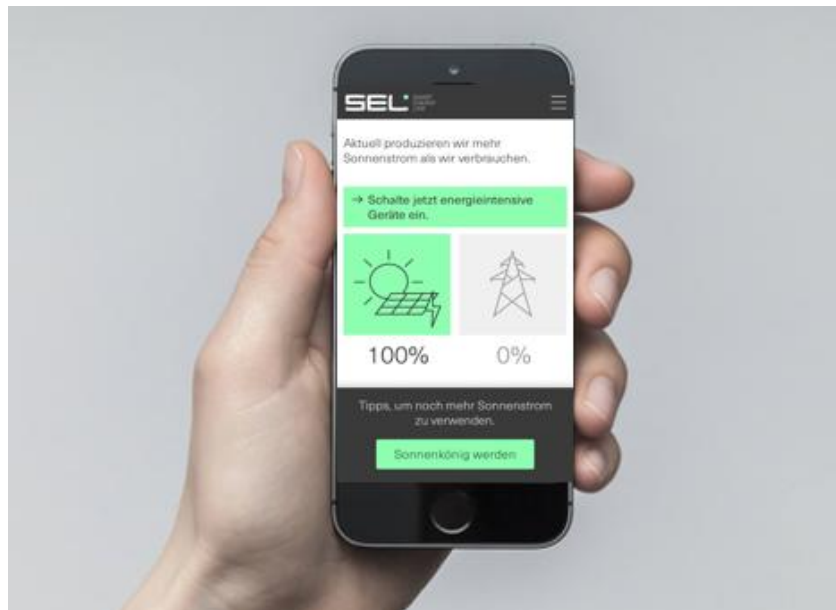 SEL
Aktuell produzieren wir mehr
Sonnenstrom als wir verbrauchen.
→ Schalte jetzt energieintensive
Geräte ein.
100% 0%
Tipps, um noch mehr Sonnenstrom
zu verwenden.
Sonnenkönig werden